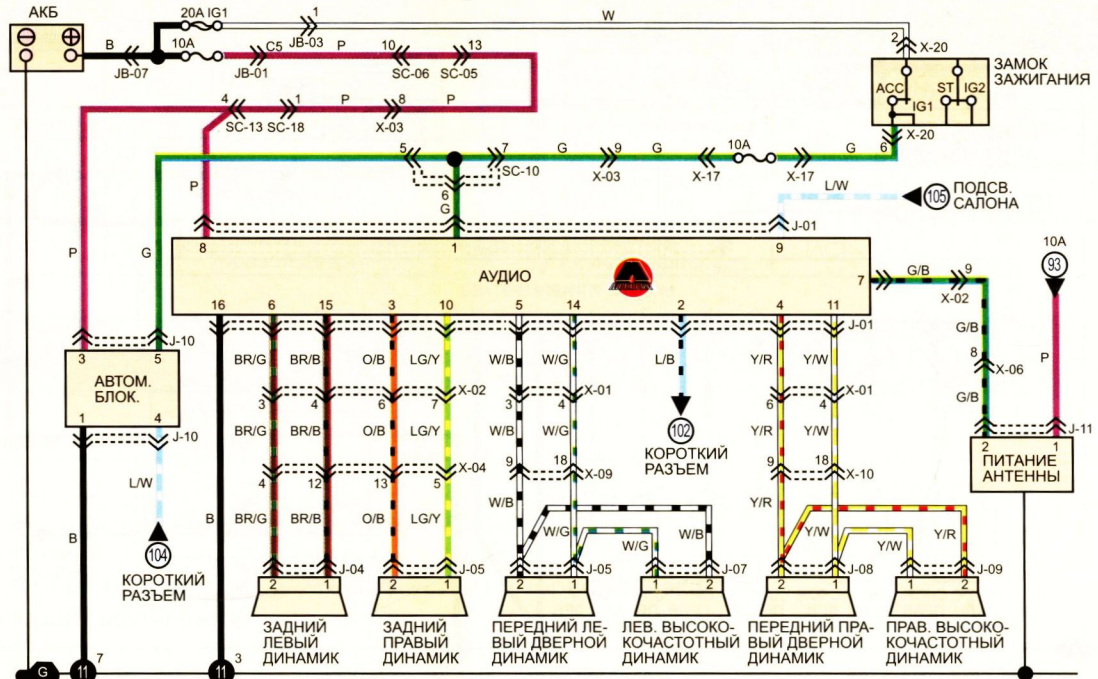 АКБ
20A IG1
1
W
B
10A
C5
P
10
13
JB-03
2
X-20
JB-07
JB-01
SC-06
SC-05
ЗАМОК
ЗАЖИГАНИЯ
ACC
ST
IG2
IG1
4
1
P
8
P
SC-13
SC-18
X-03
X-20
6
5
7
G
9
G
10A
G
SC-10
X-03
X-17
X-17
6
G
P
L/W
105
ПОДСВ.
САЛОНА
J-01
8
1
9
P
G
АУДИО
7
G/B
9
X-02
10A
93
16
6
15
3
10
5
14
2
4
11
J-01
G/B
8
X-06
P
G/B
J-10
3
5
АВТОМ.
БЛОК.
1
4
J-10
BR/G
BR/B
O/B
LG/Y
W/B
W/G
L/B
Y/R
Y/W
X-02
X-01
X-01
3
4
6
7
3
4
6
4
102
КОРОТКИЙ
РАЗЪЕМ
J-11
2
1
ПИТАНИЕ
АНТЕННЫ
BR/G
BR/B
O/B
LG/Y
W/B
W/G
Y/R
Y/W
X-04
9
18
X-09
9
18
X-10
4
12
13
5
L/W
B
B
BR/G
BR/B
O/B
LG/Y
W/B
W/G
W/G
W/B
Y/R
Y/W
Y/W
Y/R
104
КОРОТКИЙ
РАЗЪЕМ
J-04
J-05
J-05
J-07
J-08
J-09
2
1
2
1
2
1
1
2
2
1
1
2
ЗАДНИЙ
ЛЕВЫЙ
ДИНАМИК
ЗАДНИЙ
ПРАВЫЙ
ДИНАМИК
ПЕРЕДНИЙ ЛЕ-
ВЫЙ ДВЕРНОЙ
ДИНАМИК
ЛЕВ. ВЫСОКО-
КОЧАСТОТНЫЙ
ДИНАМИК
ПЕРЕДНИЙ ПРА-
ВЫЙ ДВЕРНОЙ
ДИНАМИК
ПРАВ. ВЫСОКО-
КОЧАСТОТНЫЙ
ДИНАМИК
G
11
7
11
3